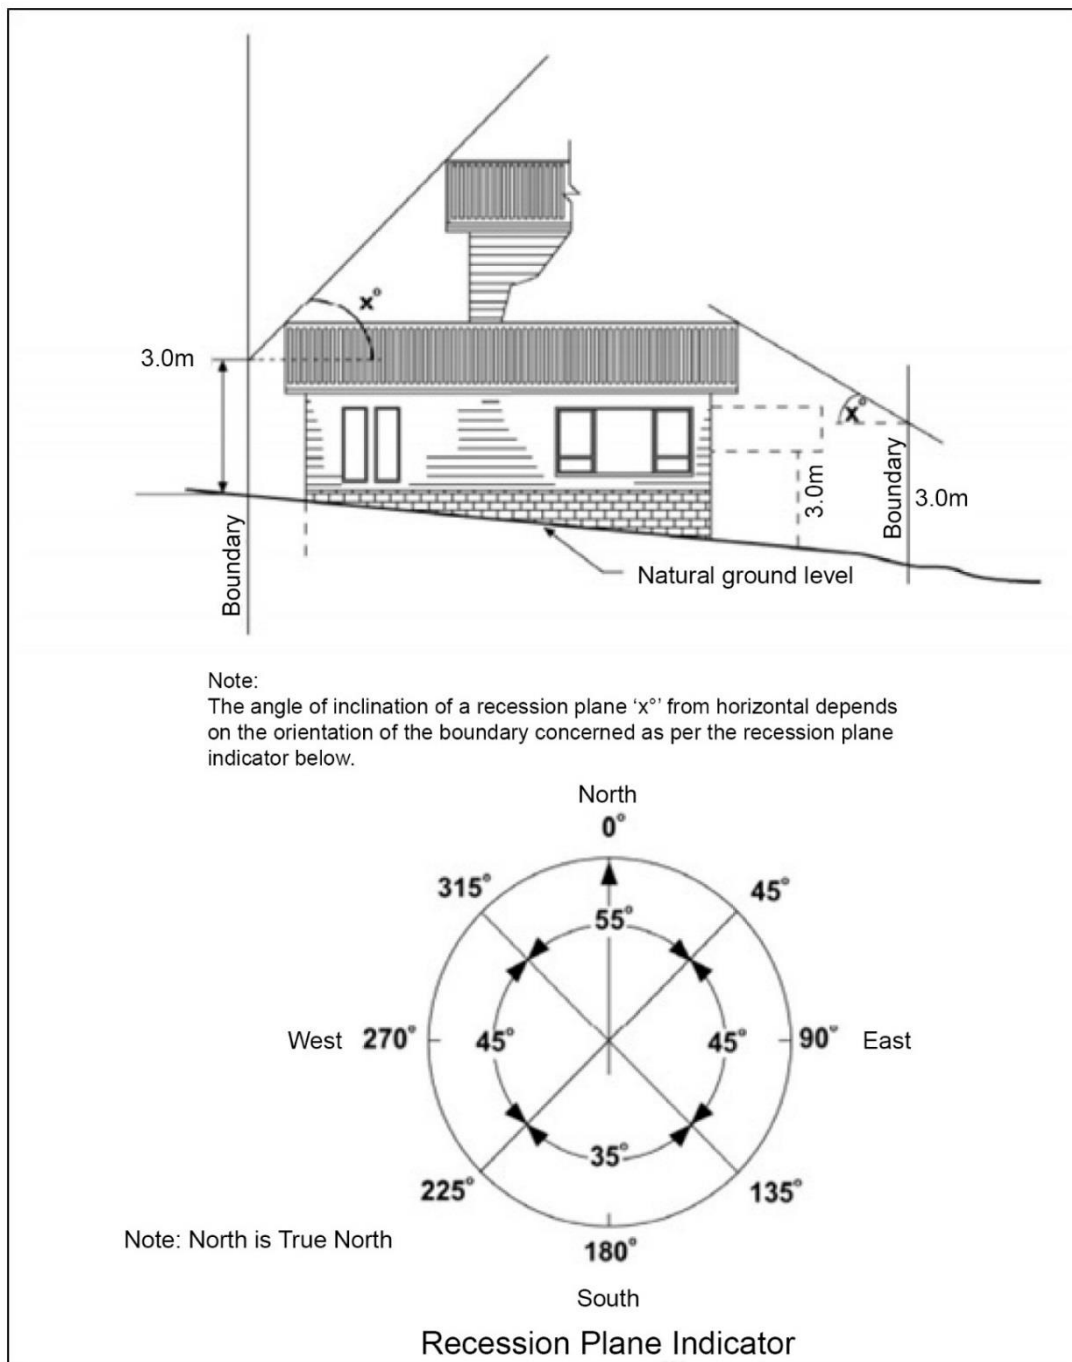 x°
3.0m
x°
3.0m
Boundary
3.0m
Boundary
Natural ground level
Note:
The angle of inclination of a recession plane ‘x°’ from horizontal depends
on the orientation of the boundary concerned as per the recession plane
indicator below.
North
0°
315°
45°
55°
West
270°
45°
45°
90°
East
35°
225°
135°
Note: North is True North
180°
South
Recession Plane Indicator